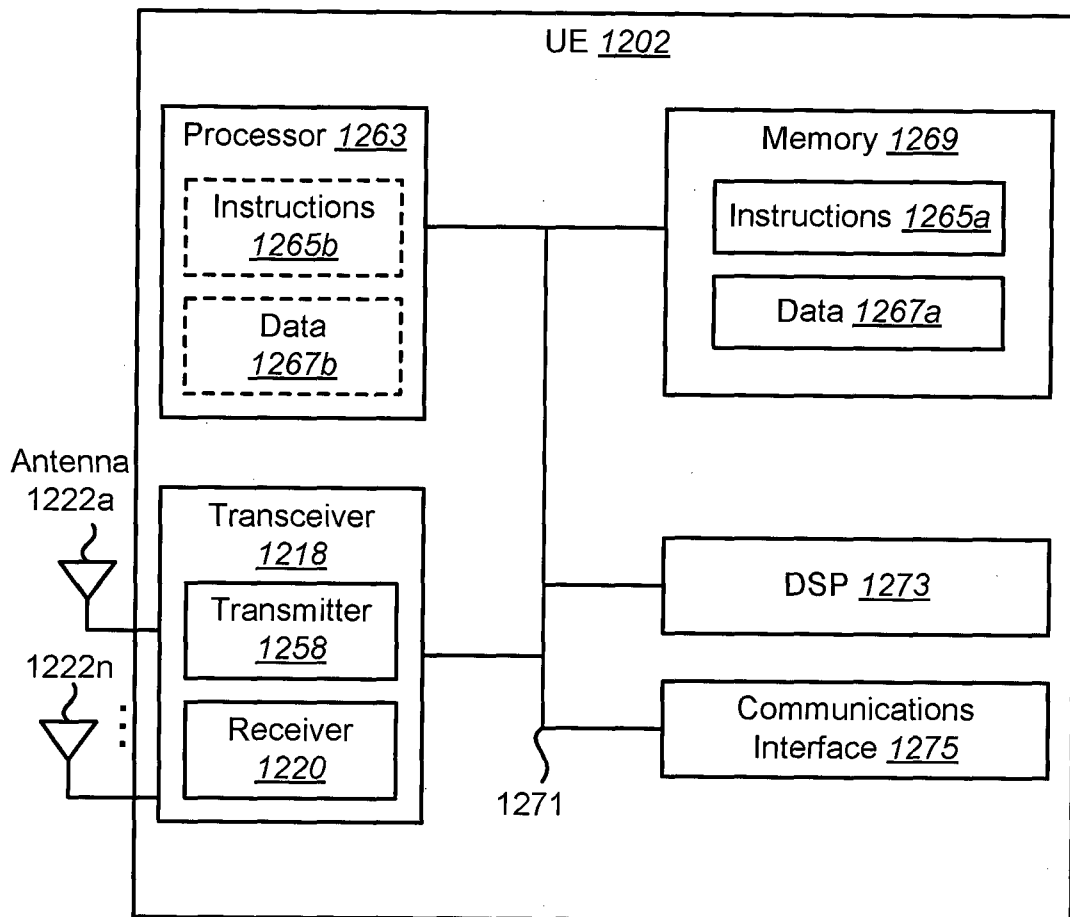 UE 1202
Processor 1263
Instructions
1265b
Data
1267b
Memory 1269
Instructions 1265a
Data 1267a
Antenna
1222a
1222n
Transceiver
1218
Transmitter
1258
Receiver
1220
DSP 1273
Communications
Interface 1275
1271